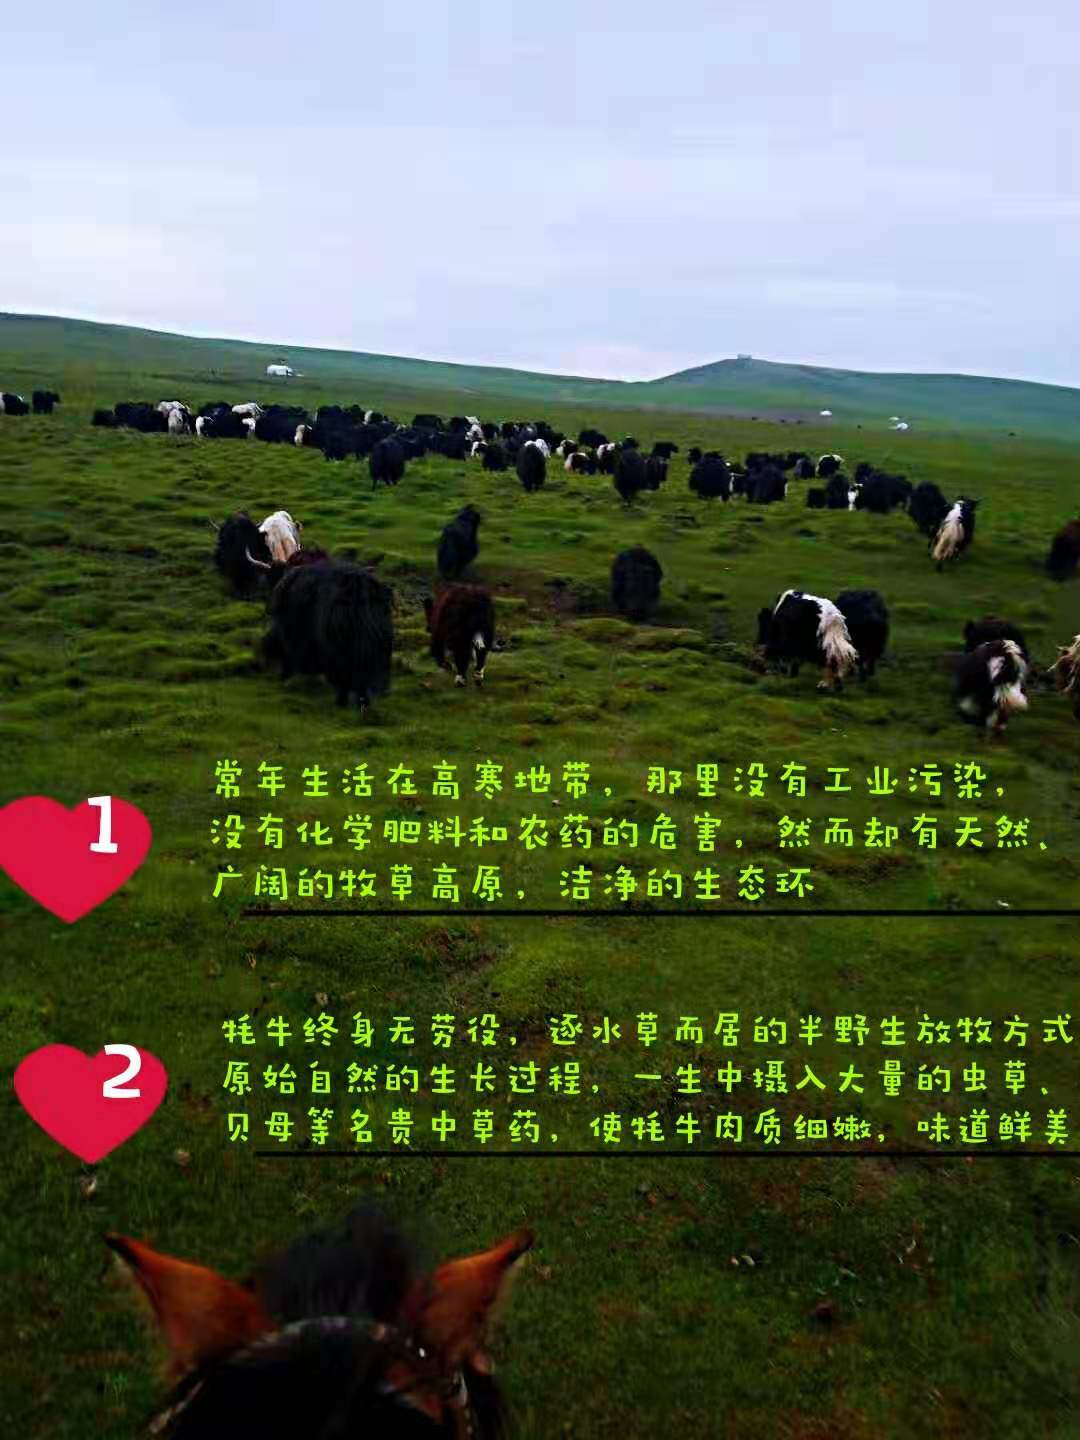 1
常年生活在高寒地带，那里没有工业污染，
没有化学肥料和农药的危害，然而却有天然、
广阔的牧草高原，洁净的生态环
2
牦牛终身无劳役，逐水草而居的半野生放牧方式
原始自然的生长过程，一生中摄入大量的虫草、
贝母等名贵中草药，使牦牛肉质细嫩，味道鲜美